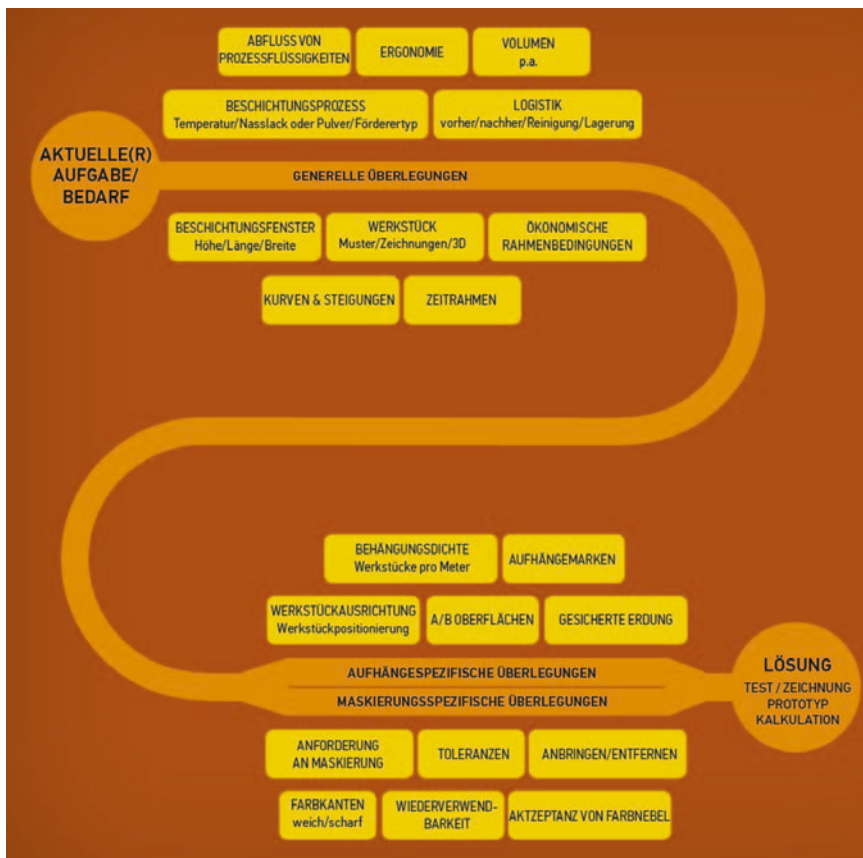 ABFLUSS VON
PROZESSFLÜSSIGKEITEN
ERGONOMIE
VOLUMEN
p.a.
BESCHICHTUNGSPROZESS
Temperatur/Nasslack oder Pulver/Förderertyp
LOGISTIK
vorher/nachher/Reinigung/Lagerung
AKTUELLE(R)
AUFGABE/
BEDARF
GENERELLE ÜBERLEGUNGEN
BESCHICHTUNGSFENSTER
Höhe/Länge/Breite
WERKSTÜCK
Muster/Zeichnungen/3D
ÖKONOMISCHE
RAHMENBEDINGUNGEN
KURVEN & STEIGUNGEN
ZEITRAHMEN
BEHÄNGUNGSDICHTE
Werkstücke pro Meter
AUFHÄNGEMARKEN
WERKSTÜCKAUSRICHTUNG
Werkstückpositionierung
A/B OBERFLÄCHEN
GESICHERTE ERDUNG
AUFHÄNGESPEZIFISCHE ÜBERLEGUNGEN
MASKIERUNGSSPEZIFISCHE ÜBERLEGUNGEN
LÖSUNG
TEST / ZEICHNUNG
PROTOTYP
KALKULATION
ANFORDERUNG
AN MASKIERUNG
TOLERANZEN
ANBRINGEN/ENTFERNEN
FARBKANTEN
weich/scharf
WIEDERVERWEND-
BARKEIT
AKTZEPTANZ VON FARBNEBEL